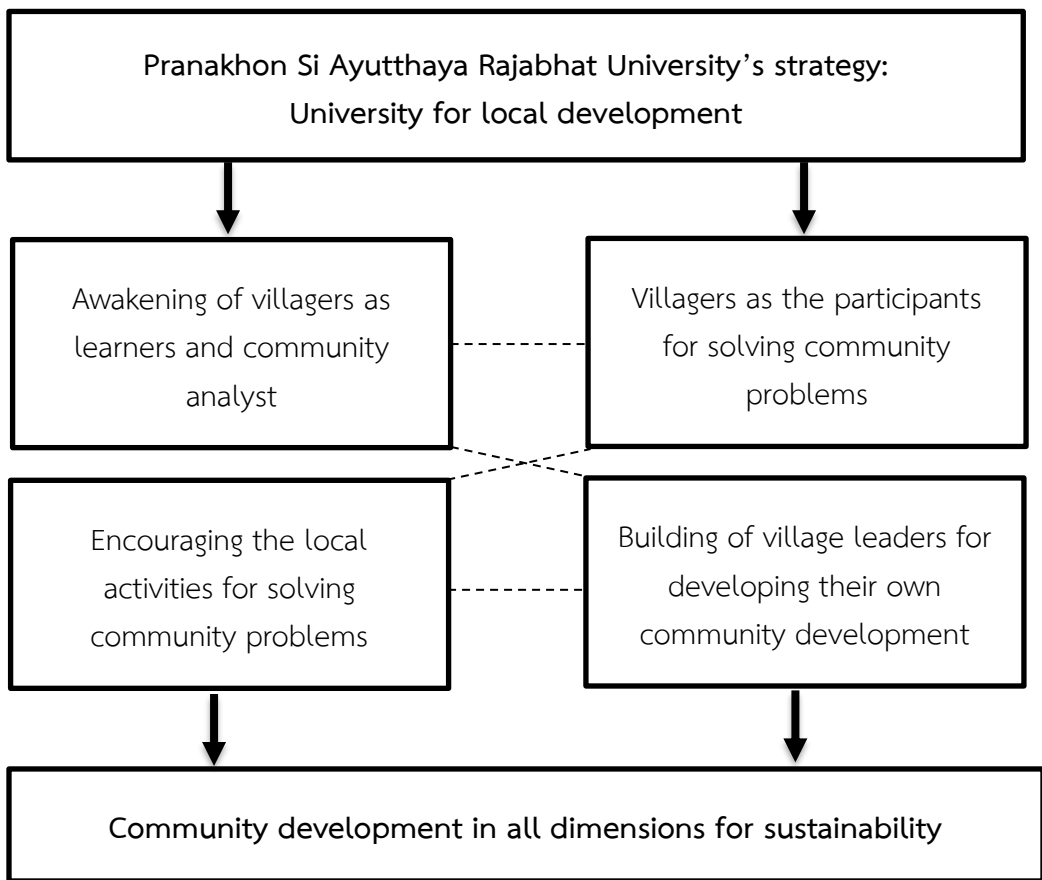 Pranakhon Si Ayutthaya Rajabhat University’s strategy:
University for local development
Awakening of villagers as
learners and community
analyst
Villagers as the participants
for solving community
problems
Encouraging the local
activities for solving
community problems
Building of village leaders for
developing their own
community development
Community development in all dimensions for sustainability